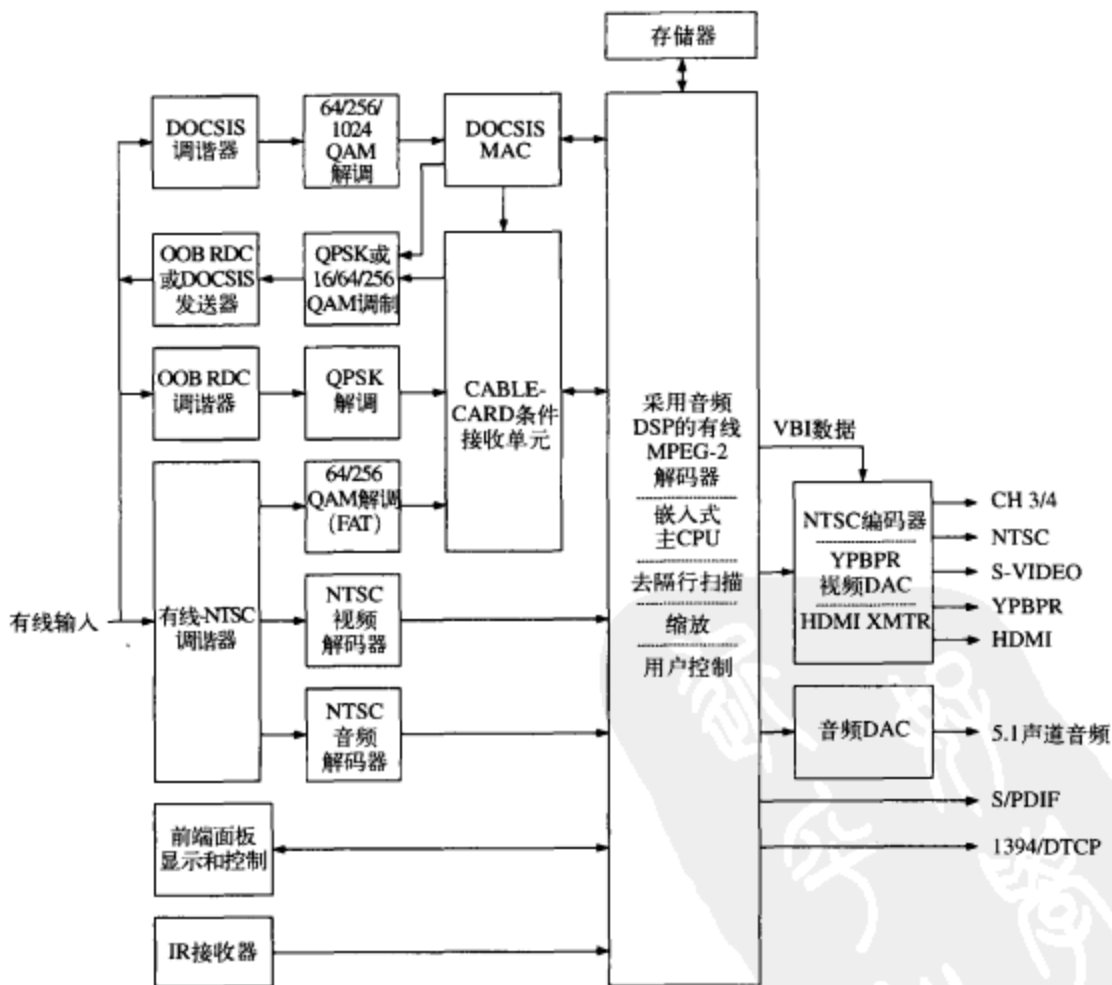 存储器
DOCSIS
调谐器
64/256/
1024
QAM
解调
DOCSIS
MAC
OOB RDC
或DOCSIS
发送器
QPSK或
16/64/256
QAM调制
OOB RDC
调谐器
QPSK
解调
CABLE-
CARD条件
接收单元
64/256
QAM解调
(FAT)
有线输入
有线-NTSC
调谐器
NTSC
视频
解码器
NTSC
音频
解码器
前端面板
显示和控制
IR接收器
采用音频
DSP的有线
MPEG-2
解码器
嵌入式
主CPU
去隔行扫描
缩放
用户控制
VBI数据
NTSC编码器
YPBPR
视频DAC
HDMI XMTR
CH 3/4
NTSC
S-VIDEO
YPBPR
HDMI
音频DAC
5.1声道音频
S/PDIF
1394/DTCP